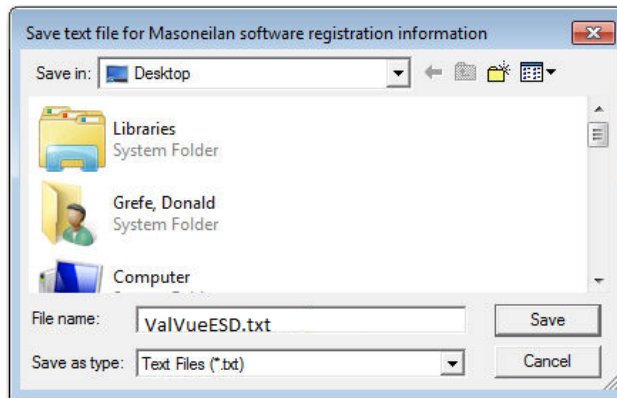 Save text file for Masoneilan software registration information
Save in: Desktop
Libraries
System Folder
Grefe, Donald
System Folder
Computer
File name: ValVueESD.txt Save
Save as type: Text Files (*.txt) Cancel